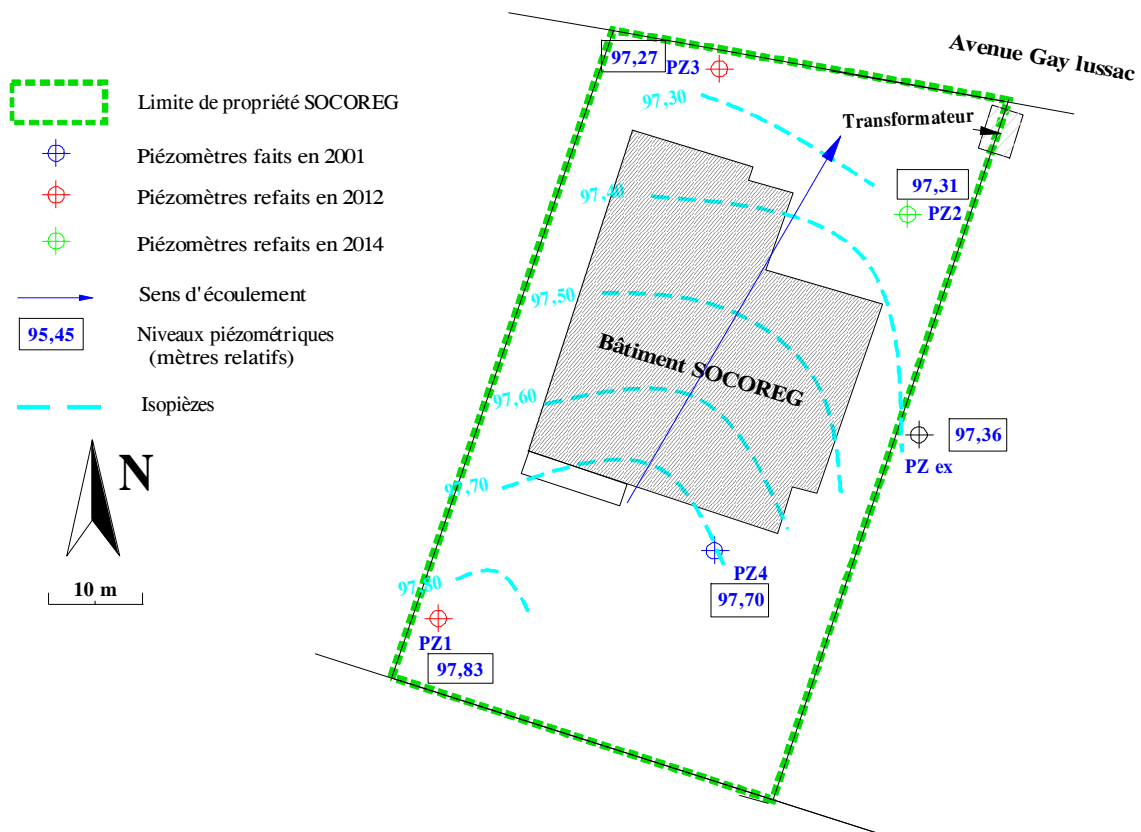 Limite de propriété SOCOREG
Piézomètres faits en 2001
Piézomètres refaits en 2012
Piézomètres refaits en 2014
Sens d'écoulement
95,45
Niveaux piézométriques
(mètres relatifs)
Isopièzes
N
10 m
Avenue Gay lussac
97,27
PZ3
97,30
Transformateur
97,31
PZ2
97,40
97,50
Bâtiment SOCOREG
97,60
97,36
PZ ex
97,70
PZ4
97,70
97,80
PZ1
97,83